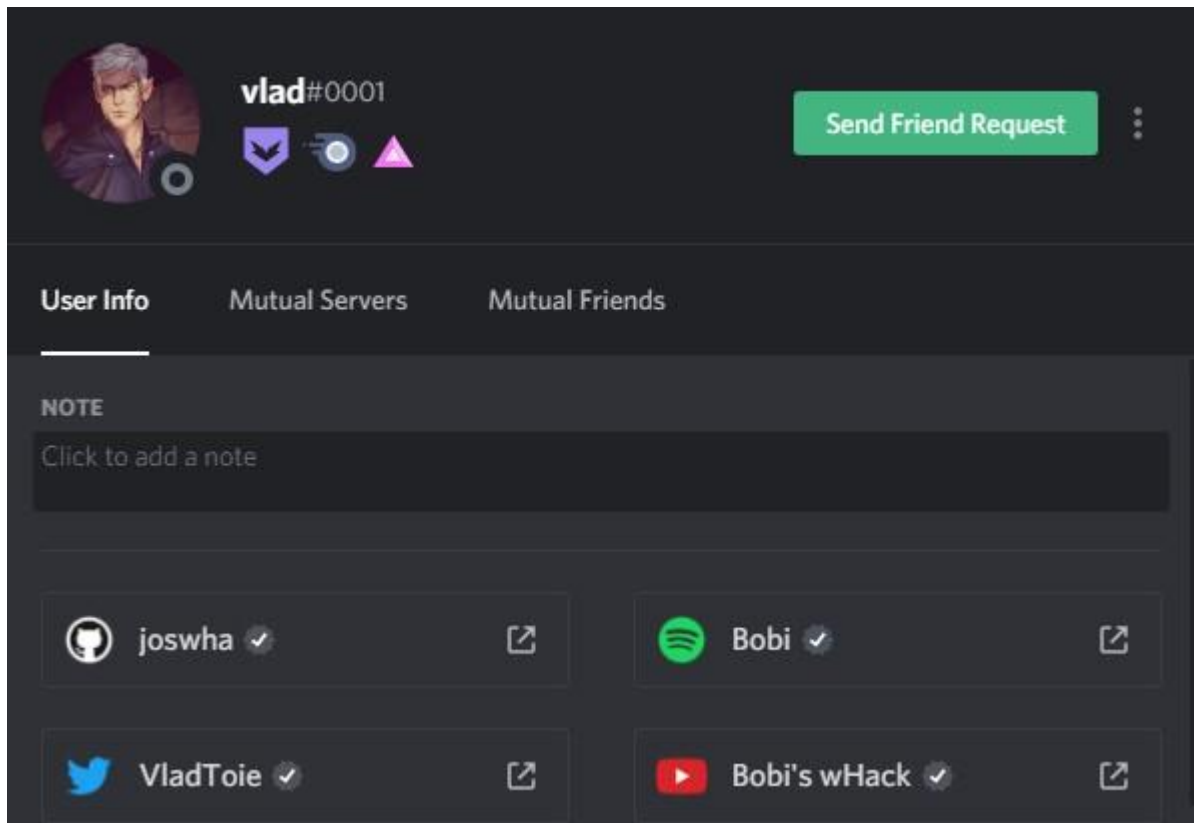 vlad#0001
Send Friend Request
User Info Mutual Servers Mutual Friends
NOTE
Click to add a note
joswha Bobi
VladToie Bobi's wHack